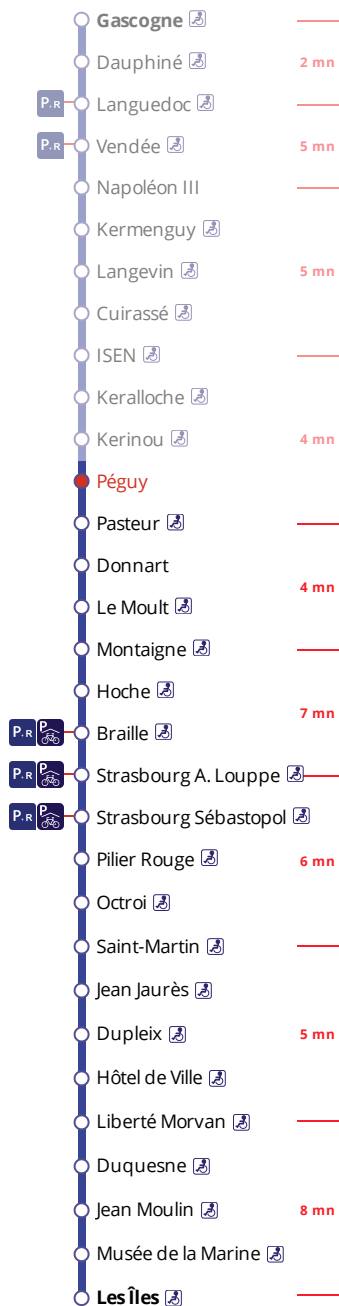 Gascogne
Dauphiné 2 mn
P+R Languedoc
P+R Vendée 5 mn
Napoléon III
Kermenguy
Langevin 5 mn
Cuirassé
ISEN
Keralloche
Kerinou 4 mn
Péguy
Pasteur
Donnart
4 mn
Le Moult
Montaigne
Hoche
7 mn
P+R P Braille
P+R P Strasbourg A. Louppe
P+R P Strasbourg Sébastopol
Pilier Rouge 6 mn
Octroi
Saint-Martin
Jean Jaurès
Dupleix 5 mn
Hôtel de Ville
Liberté Morvan
Duquesne
Jean Moulin 8 mn
Musée de la Marine
Les Îles